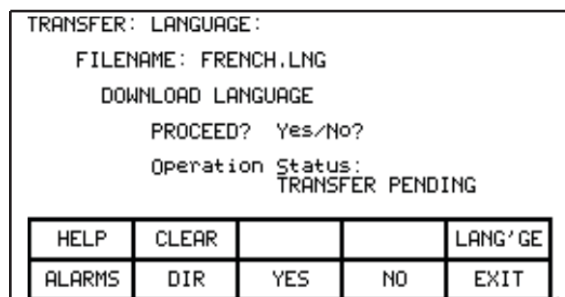 TRANSFER: LANGUAGE:
FILENAME: FRENCH.LNG
DOWNLOAD LANGUAGE
PROCEED? Yes/No?
Operation Status:
TRANSFER PENDING
HELP CLEAR LANG'GE
ALARMS DIR YES NO EXIT